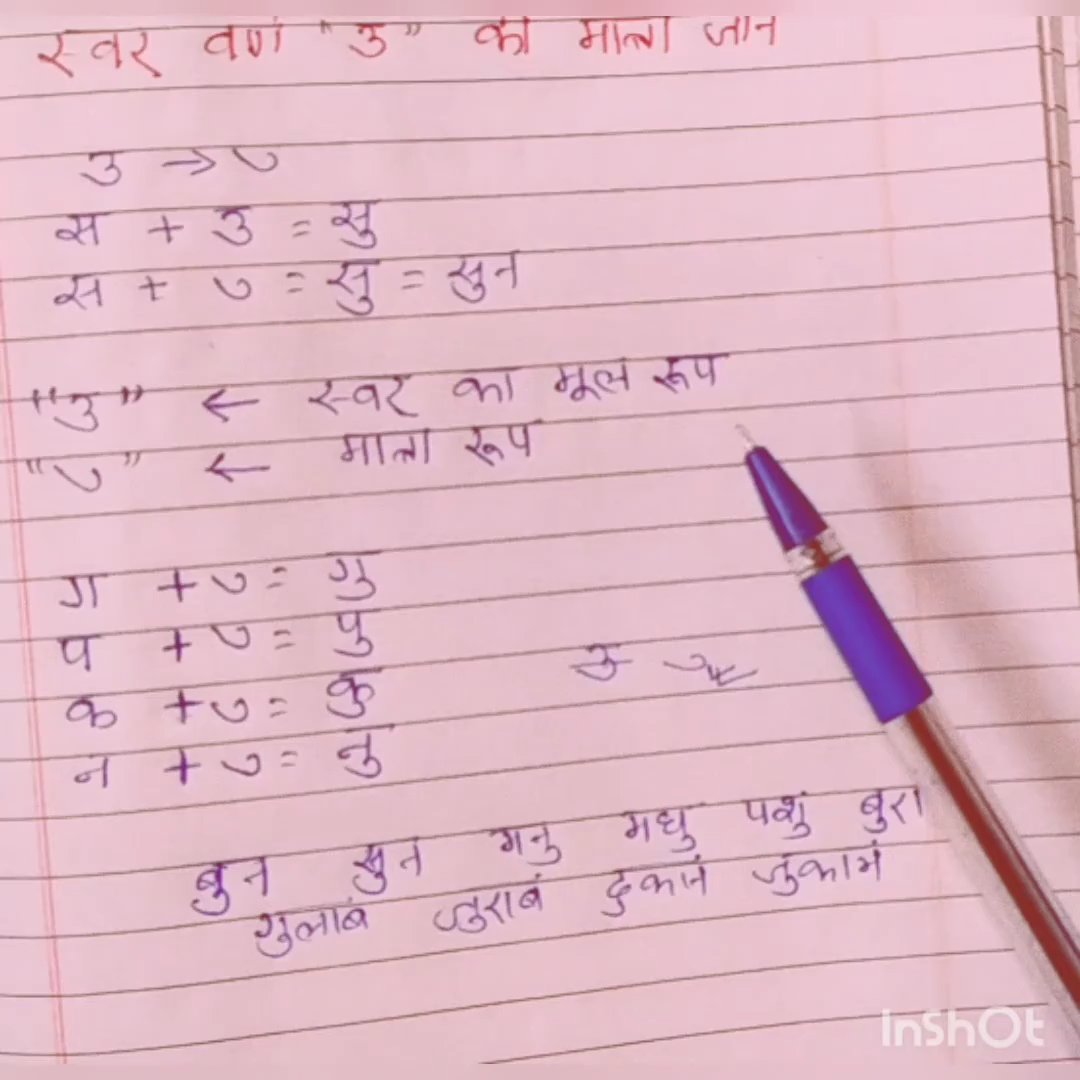 स्वर वर्ण "उ" की मात्रा जान
उ → ु
स + उ = सु
स + ु = सु = सुन
"उ" ← स्वर का मूल रूप
"ु" ← मात्रा रूप
ग + ु = गु
प + ु = पु
क + ु = कु
न + ु = नु
उ ु
बुन सुन मनु मधु पशु बुरा
गुलाब जुराब दुकान जुकाम
InShOt